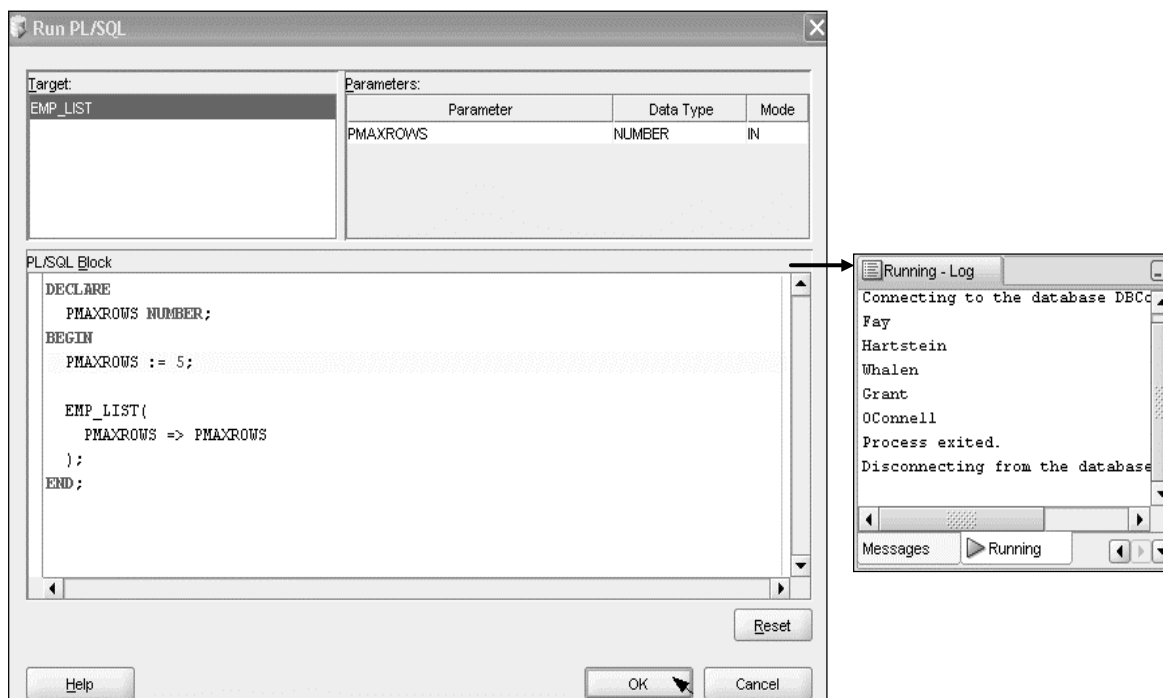 Run PL/SQL
Target:
EMP_LIST
Parameters:
Parameter Data Type Mode
PMAXROWS NUMBER IN
PL/SQL Block
DECLARE
PMAXROWS NUMBER;
BEGIN
PMAXROWS := 5;
EMP_LIST(
PMAXROWS => PMAXROWS
);
END;
Reset
Help
OK
Cancel
Running - Log
Connecting to the database DBCo
Fay
Hartstein
Whalen
Grant
OConnell
Process exited.
Disconnecting from the database
Messages
Running